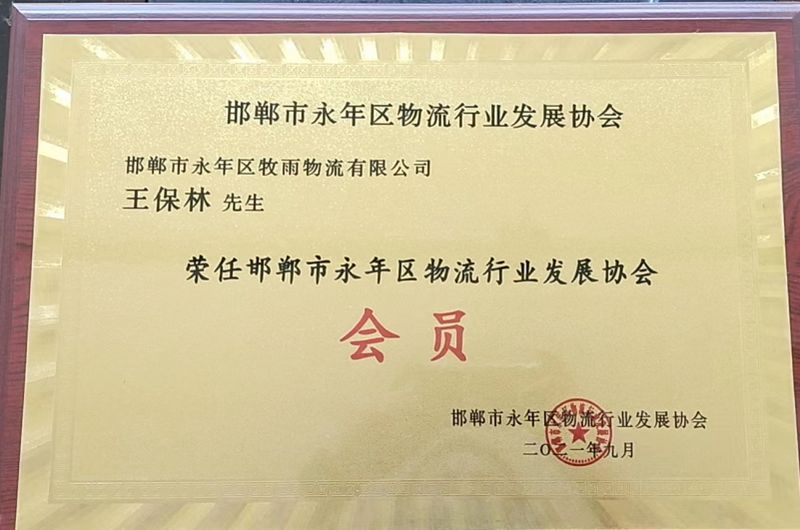 邯郸市永年区物流行业发展协会
邯郸市永年区牧雨物流有限公司
王保林 先生
荣任邯郸市永年区物流行业发展协会
会员
邯郸市永年区物流行业发展协会
二〇二一年九月